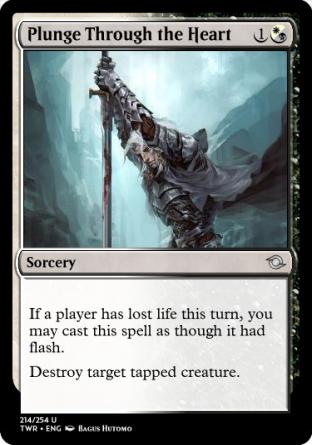 Plunge Through the Heart 1
Sorcery
If a player has lost life this turn, you
may cast this spell as though it had
flash.
Destroy target tapped creature.
214/254 U
TWR • ENG Bagus Hutomo